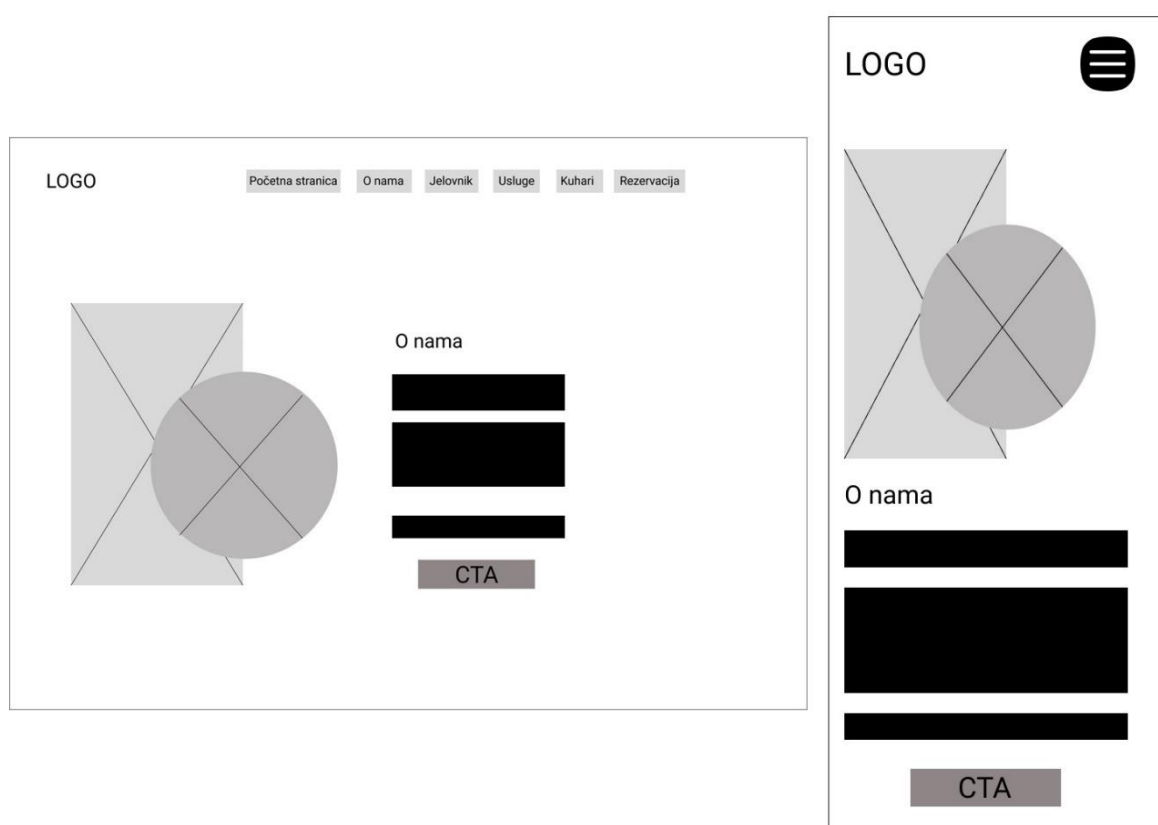 LOGO
Početna stranica O nama Jelovnik Usluge Kuhari Rezervacija
O nama
CTA
LOGO
O nama
CTA